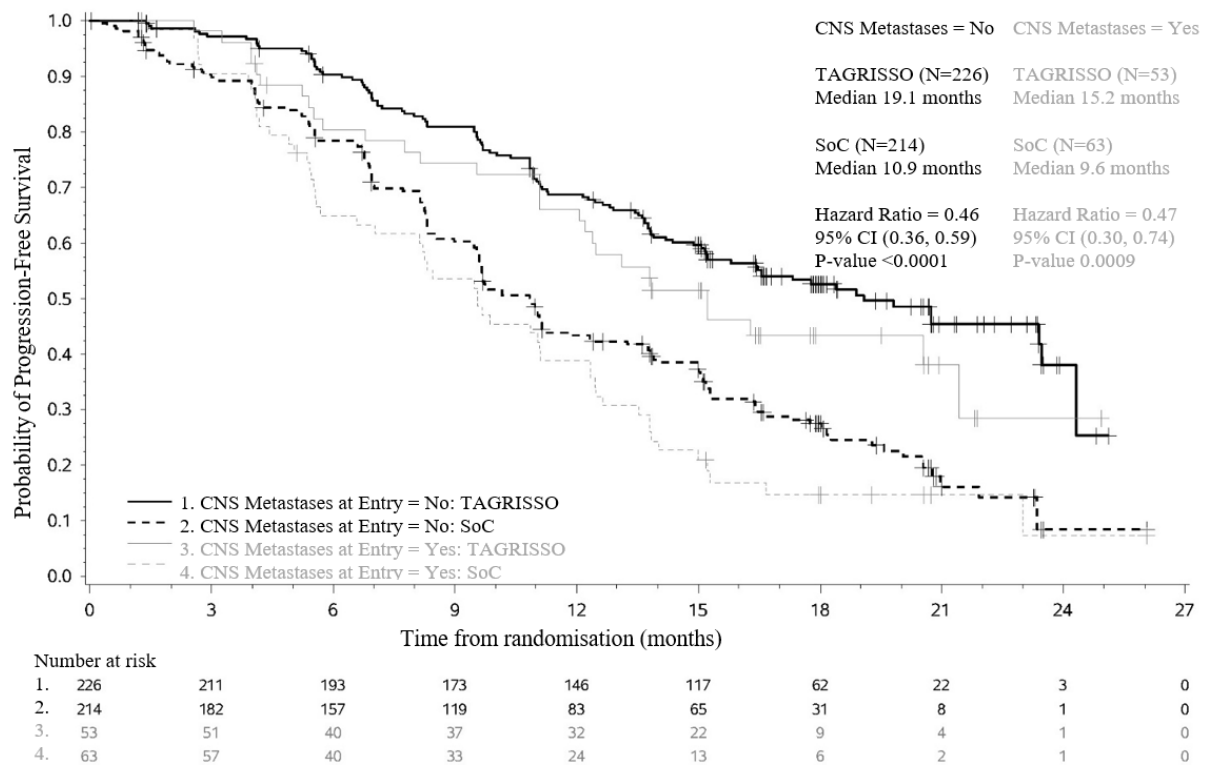 CNS Metastases = No CNS Metastases = Yes
TAGRISSO (N=226) TAGRISSO (N=53)
Median 19.1 months Median 15.2 months
SoC (N=214) SoC (N=63)
Median 10.9 months Median 9.6 months
Hazard Ratio = 0.46 Hazard Ratio = 0.47
95% CI (0.36, 0.59) 95% CI (0.30, 0.74)
P-value <0.0001 P-value 0.0009
Probability of Progression-Free Survival
1.0
0.9
0.8
0.7
0.6
0.5
0.4
0.3
0.2
0.1
0.0
1. CNS Metastases at Entry = No: TAGRISSO
2. CNS Metastases at Entry = No: SoC
3. CNS Metastases at Entry = Yes: TAGRISSO
4. CNS Metastases at Entry = Yes: SoC
0 3 6 9 12 15 18 21 24 27
Time from randomisation (months)
Number at risk
1. 226 211 193 173 146 117 62 22 3 0
2. 214 182 157 119 83 65 31 8 1 0
3. 53 51 40 37 32 22 9 4 1 0
4. 63 57 40 33 24 13 6 2 1 0